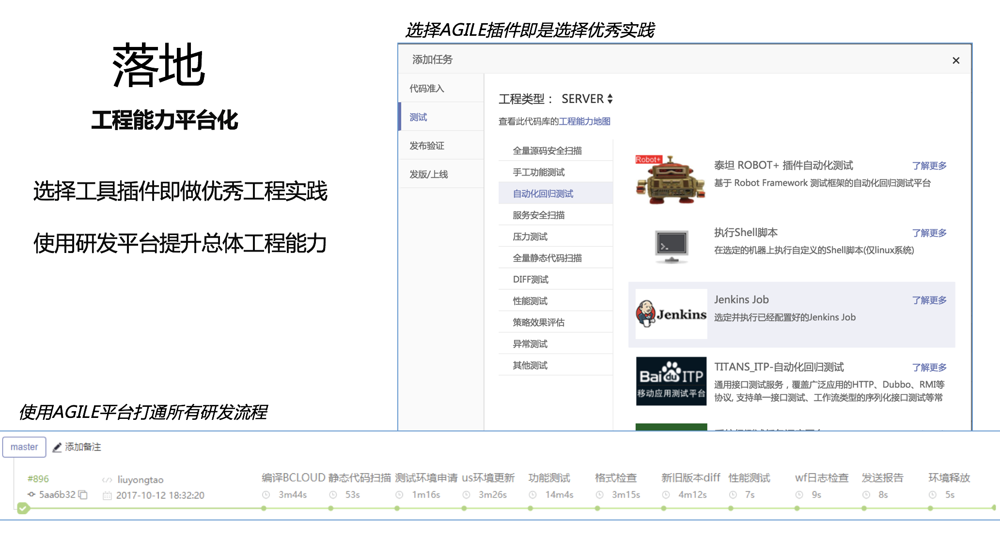 落地
工程能力平台化
选择工具插件即做优秀工程实践
使用研发平台提升总体工程能力
选择AGILE插件即是选择优秀实践
添加任务
代码准入
测试
发布验证
发版/上线
工程类型： SERVER
查看此代码库的工程能力地图
全量源码安全扫描
手工功能测试
自动化回归测试
服务安全扫描
压力测试
全量静态代码扫描
DIFF测试
性能测试
策略效果评估
异常测试
其他测试
Robot+
泰坦 ROBOT+ 插件自动化测试 了解更多
基于 Robot Framework 测试框架的自动化回归测试平台
执行Shell脚本 了解更多
在选定的机器上执行自定义的Shell脚本(仅linux系统)
Jenkins
Jenkins Job 了解更多
选定并执行已经配置好的Jenkins Job
Baidu ITP
移动应用测试平台
TITANS_ITP-自动化回归测试 了解更多
通用接口测试服务，覆盖广泛应用的HTTP、Dubbo、RMI等
协议, 支持单一接口测试、工作流类型的序列化接口测试等常
使用AGILE平台打通所有研发流程
master 添加备注
#896 liuyongtao 编译BCLOUD 静态代码扫描 测试环境申请 us环境更新 功能测试 格式检查 新旧版本diff 性能测试 wf日志检查 发送报告 环境释放
5aa6b32 2017-10-12 18:32:20 3m44s 53s 1m16s 3m26s 14m4s 3m15s 4m12s 7s 9s 8s 5s